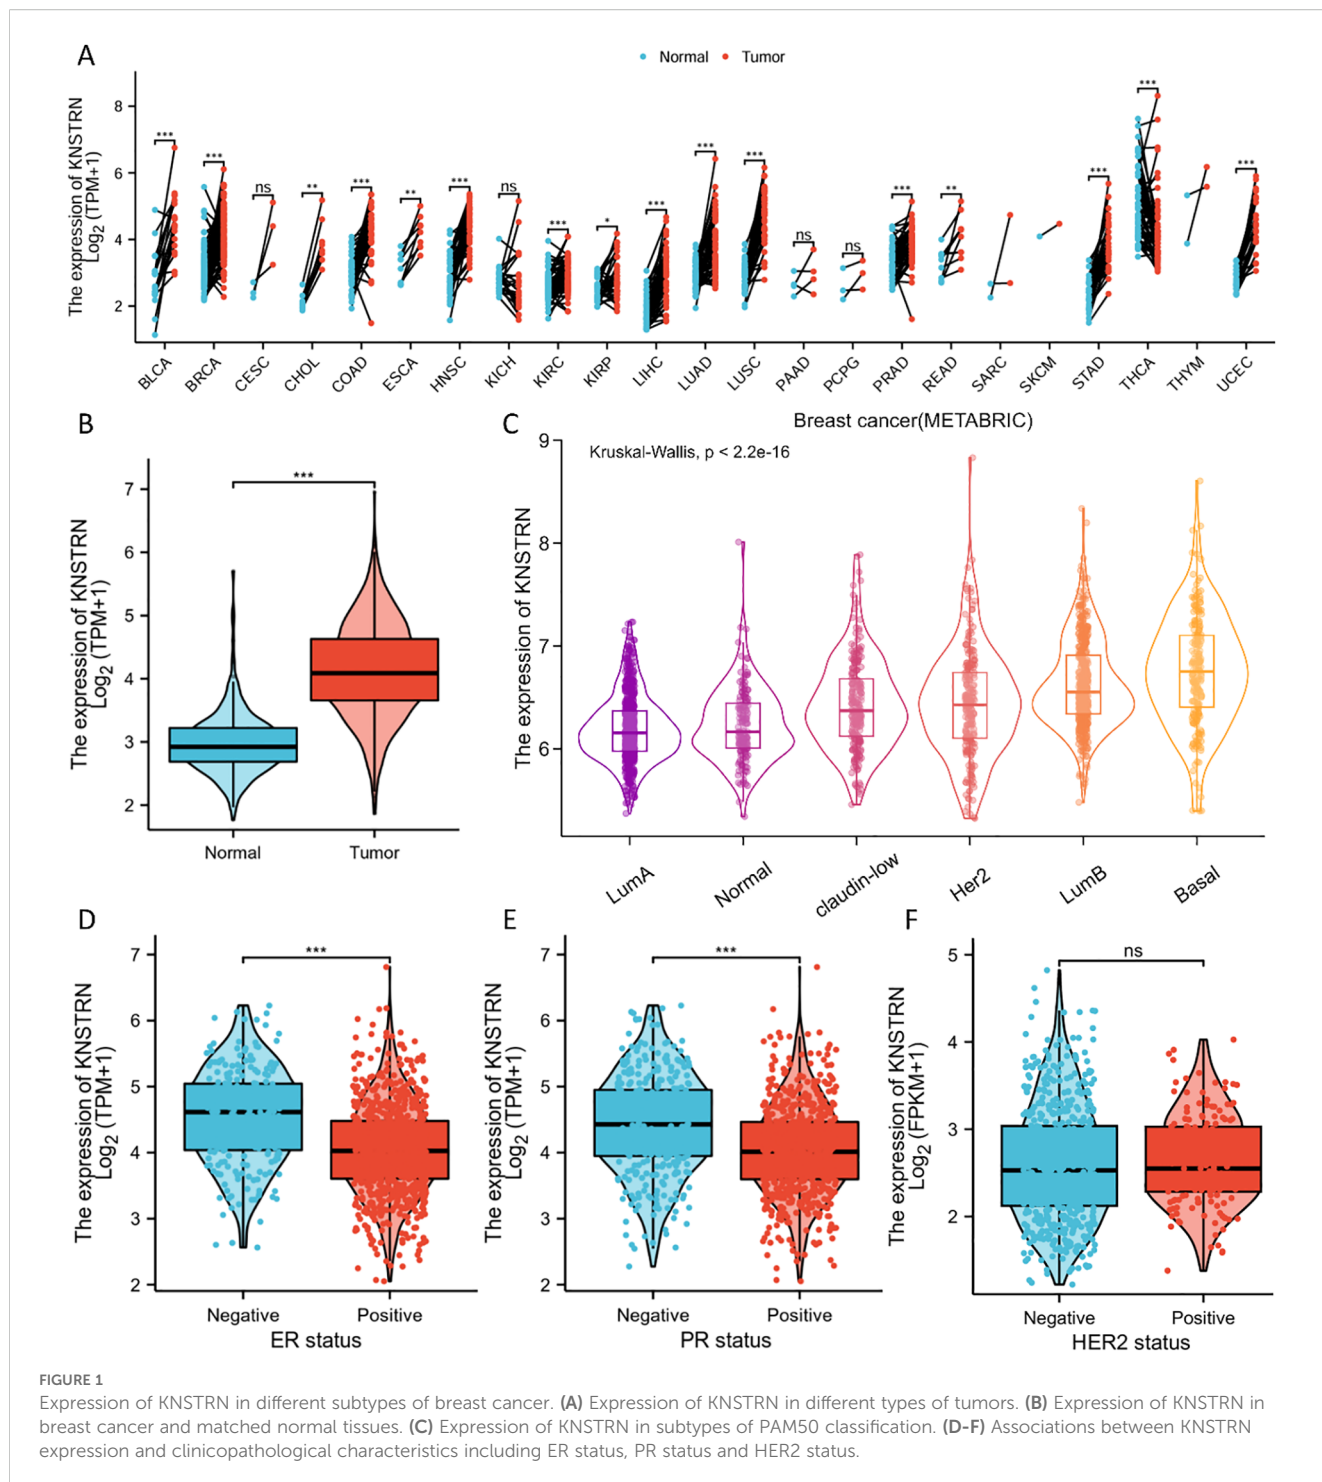 A
Normal Tumor
The expression of KNSTRN
Log2 (TPM+1)
8
6
4
2
***
***
ns
**
***
**
***
ns
***
*
***
***
***
ns
ns
***
**
***
***
***
BLCA BRCA CESC CHOL COAD ESCA HNSC KICH KIRC KIRP LIHC LUAD LUSC PAAD PCPG PRAD READ SARC SKCM STAD THCA THYM UCEC
B
The expression of KNSTRN
Log2 (TPM+1)
7
6
5
4
3
2
***
Normal Tumor
C
Breast cancer(METABRIC)
Kruskal-Wallis, p < 2.2e-16
The expression of KNSTRN
9
8
7
6
LumA Normal claudin-low Her2 LumB Basal
D
The expression of KNSTRN
Log2 (TPM+1)
7
6
5
4
3
2
***
Negative Positive
ER status
E
The expression of KNSTRN
Log2 (TPM+1)
7
6
5
4
3
2
***
Negative Positive
PR status
F
The expression of KNSTRN
Log2 (FPKM+1)
5
4
3
2
ns
Negative Positive
HER2 status
FIGURE 1
Expression of KNSTRN in different subtypes of breast cancer. (A) Expression of KNSTRN in different types of tumors. (B) Expression of KNSTRN in
breast cancer and matched normal tissues. (C) Expression of KNSTRN in subtypes of PAM50 classification. (D-F) Associations between KNSTRN
expression and clinicopathological characteristics including ER status, PR status and HER2 status.